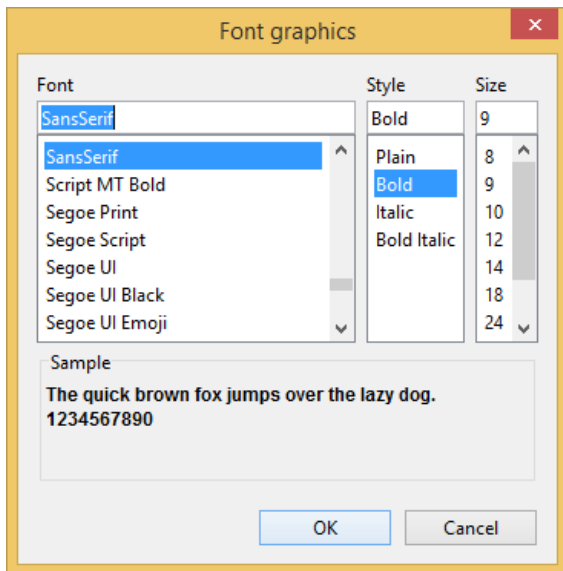 Font graphics
Font
SansSerif
SansSerif
Script MT Bold
Segoe Print
Segoe Script
Segoe UI
Segoe UI Black
Segoe UI Emoji
Style
Bold
Plain
Bold
Italic
Bold Italic
Size
9
8
9
10
12
14
18
24
Sample
The quick brown fox jumps over the lazy dog.
1234567890
OK
Cancel